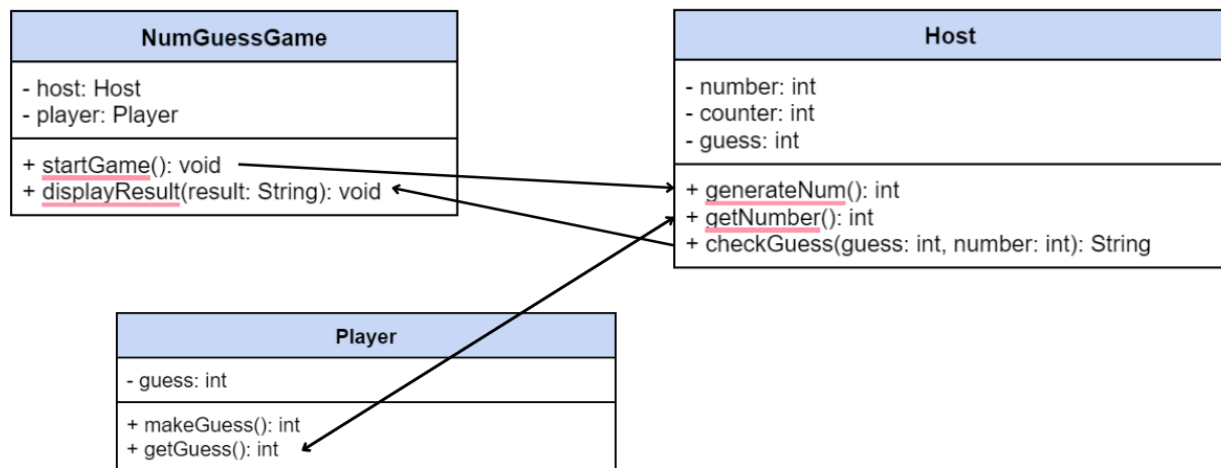 NumGuessGame
- host: Host
- player: Player
+ startGame(): void
+ displayResult(result: String): void
Host
- number: int
- counter: int
- guess: int
+ generateNum(): int
+ getNumber(): int
+ checkGuess(guess: int, number: int): String
Player
- guess: int
+ makeGuess(): int
+ getGuess(): int